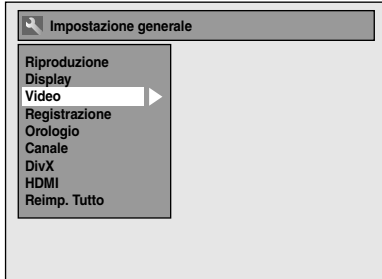 Impostazione generale
Riproduzione
Display
Video
Registrazione
Orologio
Canale
DivX
HDMI
Reimp. Tutto